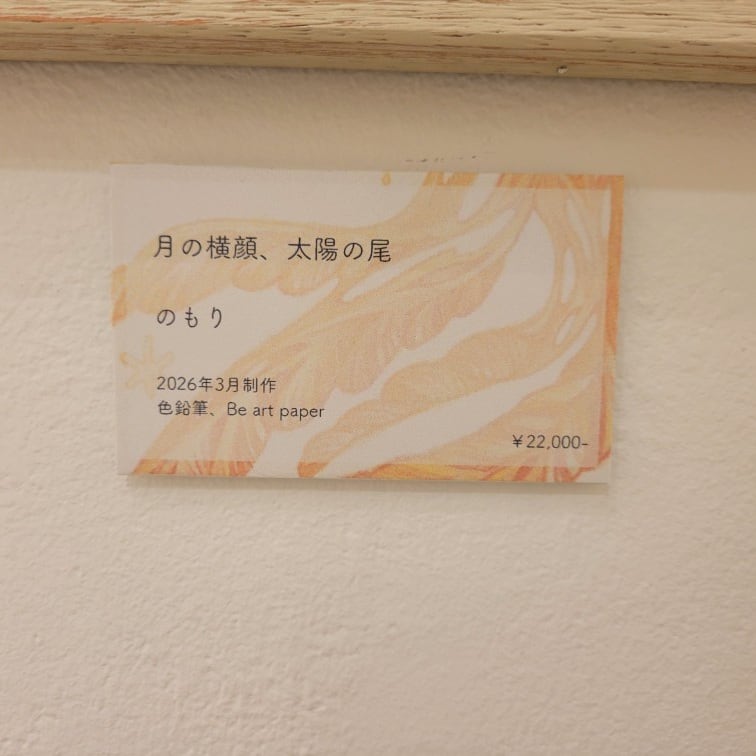 月の横顔、太陽の尾
のもり
2026年3月制作
色鉛筆、Be art paper
￥22,000-